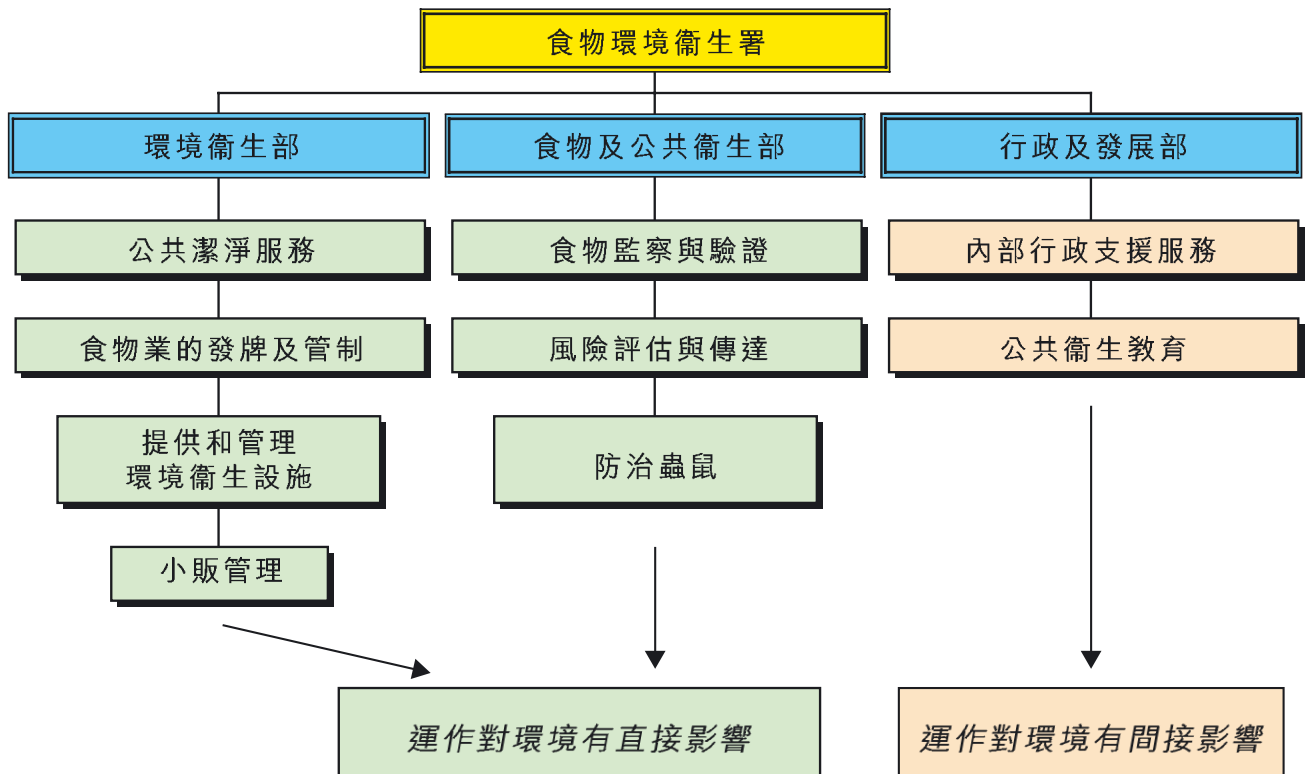 食物環境衞生署
環境衞生部
食物及公共衞生部
行政及發展部
公共潔淨服務
食物監察與驗證
內部行政支援服務
食物業的發牌及管制
風險評估與傳達
公共衞生教育
提供和管理
環境衞生設施
防治蟲鼠
小販管理
運作對環境有直接影響
運作對環境有間接影響